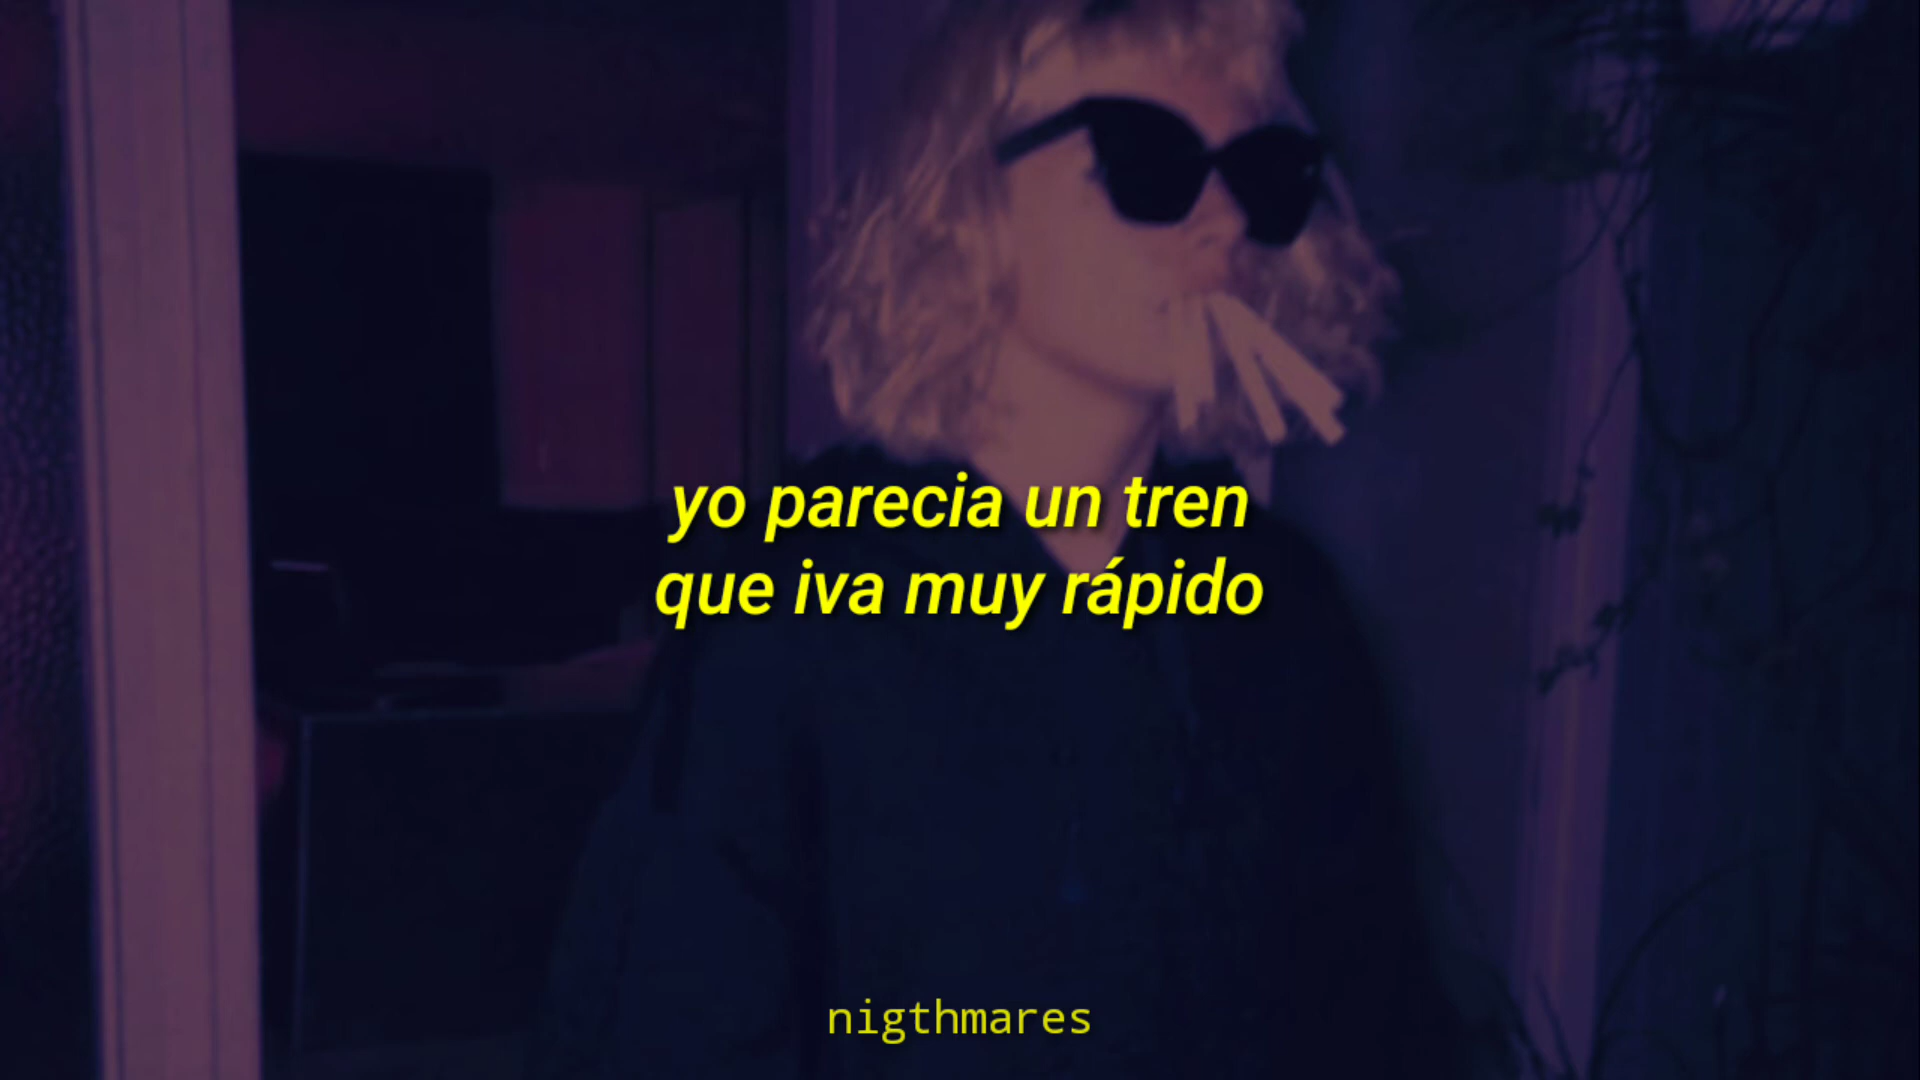 yo parecia un tren
que iva muy rápido
nigthmares